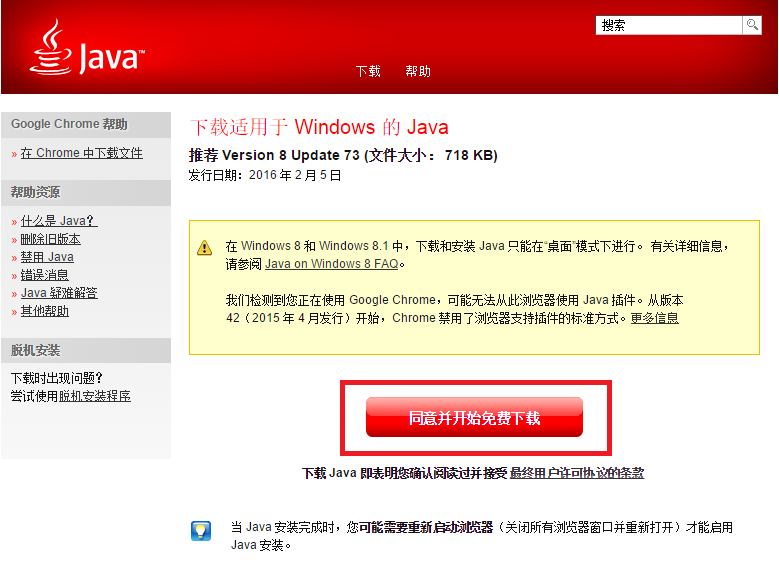 Java™
搜索
下载 帮助
Google Chrome 帮助
» 在 Chrome 中下载文件
帮助资源
» 什么是 Java?
» 删除旧版本
» 禁用 Java
» 错误消息
» Java 疑难解答
» 其他帮助
脱机安装
下载时出现问题?
尝试使用脱机安装程序
下载适用于 Windows 的 Java
推荐 Version 8 Update 73 (文件大小: 718 KB)
发行日期: 2016 年 2 月 5 日
在 Windows 8 和 Windows 8.1 中，下载和安装 Java 只能在“桌面”模式下进行。 有关详细信息，
请参阅 Java on Windows 8 FAQ。
我们检测到您正在使用 Google Chrome，可能无法从此浏览器使用 Java 插件。从版本
42（2015 年 4 月发行）开始，Chrome 禁用了浏览器支持插件的标准方式。更多信息
同意并开始免费下载
下载 Java 即表明您确认阅读过并接受 最终用户许可协议的条款
当 Java 安装完成时，您可能需要重新启动浏览器（关闭所有浏览器窗口并重新打开）才能启用
Java 安装。